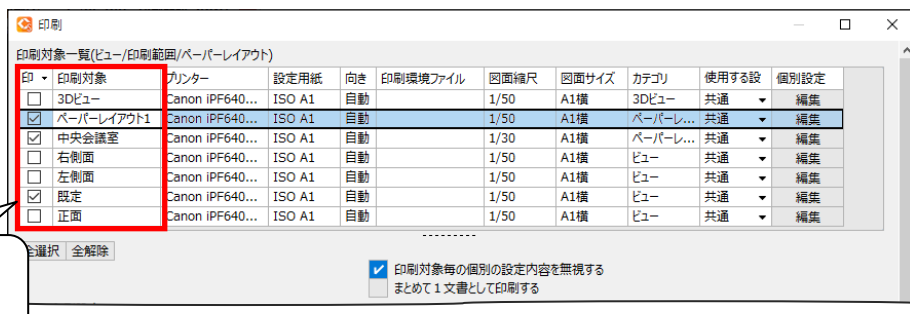 印刷
印刷対象一覧(ビュー/印刷範囲/ペーパーレイアウト)
印 印刷対象 プリンター 設定用紙 向き 印刷環境ファイル 図面縮尺 図面サイズ カテゴリ 使用する設 個別設定
3Dビュー Canon iPF640... ISO A1 自動 1/50 A1横 3Dビュー 共通 編集
ペーパーレイアウト1 Canon iPF640... ISO A1 自動 1/50 A1横 ペーパーレ... 共通 編集
中央会議室 Canon iPF640... ISO A1 自動 1/30 A1横 ペーパーレ... 共通 編集
右側面 Canon iPF640... ISO A1 自動 1/50 A1横 ビュー 共通 編集
左側面 Canon iPF640... ISO A1 自動 1/50 A1横 ビュー 共通 編集
既定 Canon iPF640... ISO A1 自動 1/50 A1横 ビュー 共通 編集
正面 Canon iPF640... ISO A1 自動 1/50 A1横 ビュー 共通 編集
全選択 全解除
印刷対象毎の個別の設定内容を無視する
まとめて1文書として印刷する